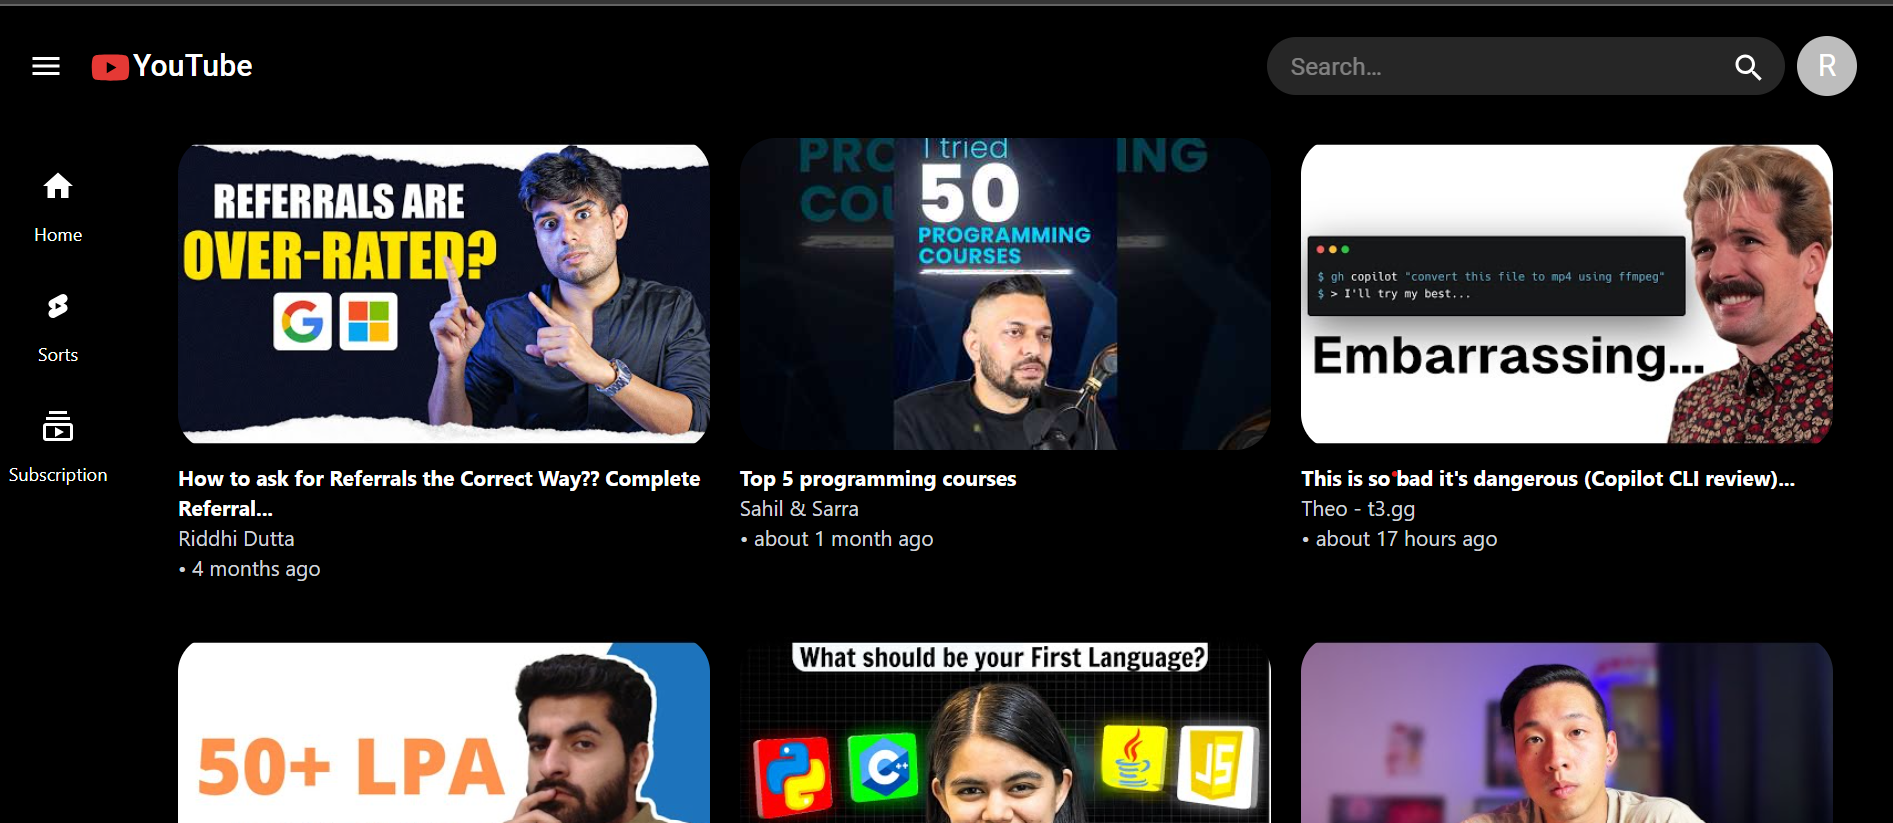 YouTube
Search...
R
Home
Sorts
Subscription
REFERRALS ARE
OVER-RATED?
How to ask for Referrals the Correct Way?? Complete
Referral...
Riddhi Dutta
• 4 months ago
PRO
ING
COU
I tried
50
PROGRAMMING
COURSES
Top 5 programming courses
Sahil & Sarra
• about 1 month ago
$ gh copilot "convert this file to mp4 using ffmpeg"
$ > I'll try my best...
Embarrassing...
This is so bad it's dangerous (Copilot CLI review)...
Theo - t3.gg
• about 17 hours ago
50+ LPA
What should be your First Language?
C++
JS